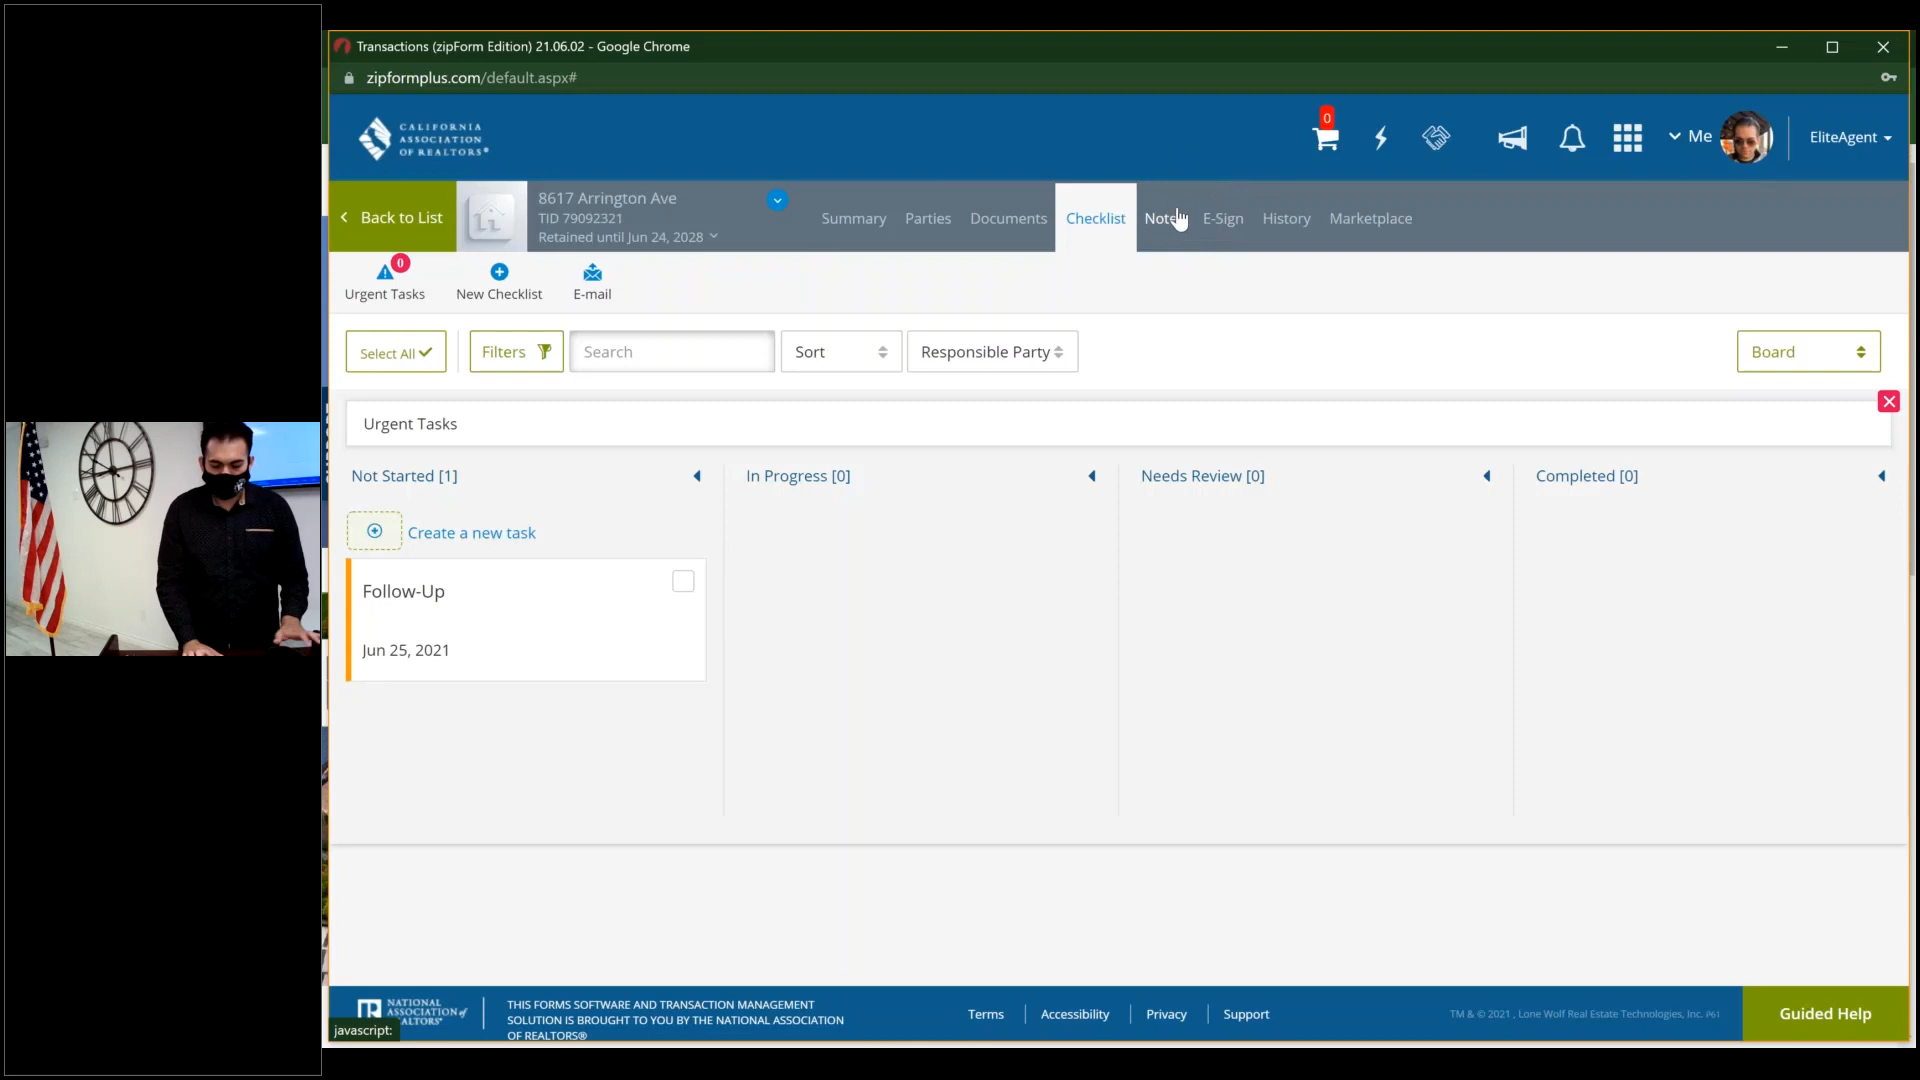 Transactions (zipForm Edition) 21.06.02 - Google Chrome
zipformplus.com/default.aspx#
CALIFORNIA
ASSOCIATION
OF REALTORS®
0
Me
EliteAgent
Back to List
8617 Arrington Ave
TID 79092321
Retained until Jun 24, 2028
Summary
Parties
Documents
Checklist
Note
E-Sign
History
Marketplace
0
Urgent Tasks
New Checklist
E-mail
Select All
Filters
Search
Sort
Responsible Party
Board
Urgent Tasks
Not Started [1]
In Progress [0]
Needs Review [0]
Completed [0]
Create a new task
Follow-Up
Jun 25, 2021
NATIONAL
ASSOCIATION of
EALTORS®
THIS FORMS SOFTWARE AND TRANSACTION MANAGEMENT
SOLUTION IS BROUGHT TO YOU BY THE NATIONAL ASSOCIATION
OF REALTORS®
Terms
Accessibility
Privacy
Support
TM & © 2021 , Lone Wolf Real Estate Technologies, Inc.
Guided Help
javascript: